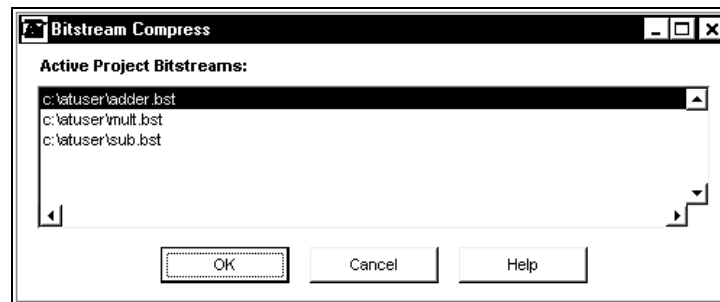 Bitstream Compress
Active Project Bitstreams:
c:\atuser\adder.bst
c:\atuser\mult.bst
c:\atuser\sub.bst
OK Cancel Help